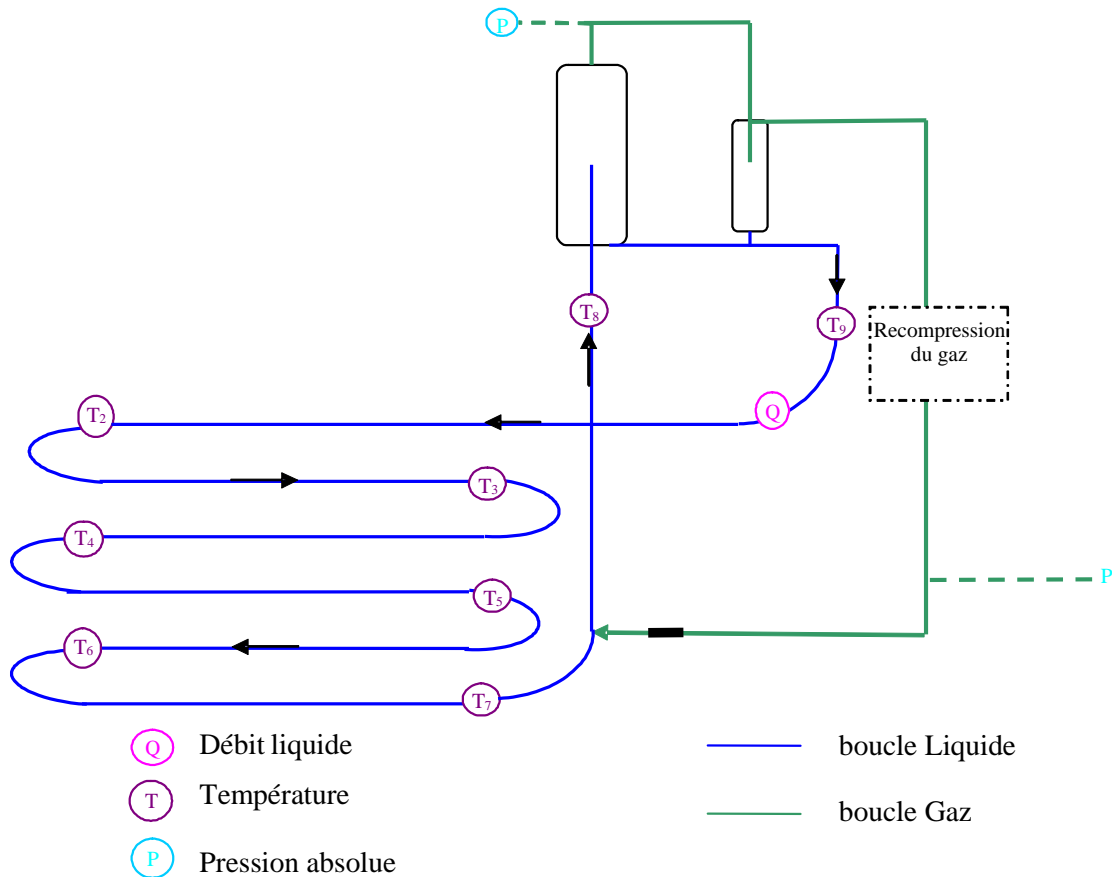 P
T8
T9
Recompression
du gaz
T2
Q
T3
T4
T5
P
T6
T7
Q Débit liquide
boucle Liquide
T Température
boucle Gaz
P Pression absolue